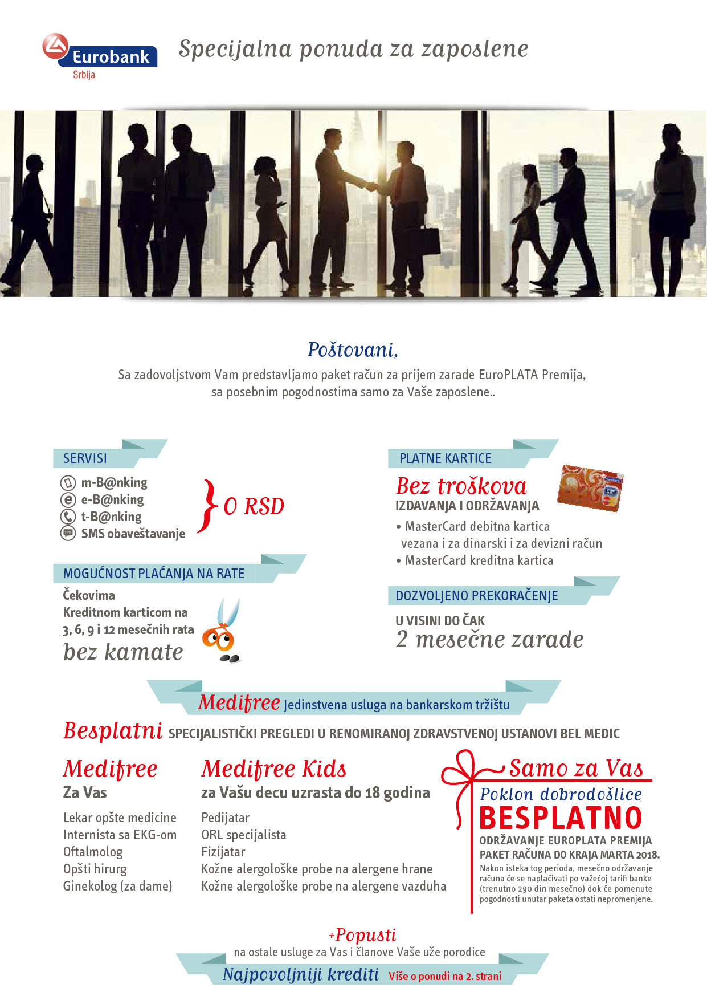 Eurobank
Srbija
Specijalna ponuda za zaposlene
Poštovani,
Sa zadovoljstvom Vam predstavljamo paket račun za prijem zarade EuroPLATA Premija,
sa posebnim pogodnostima samo za Vaše zaposlene..
SERVISI
m-B@nking
e-B@nking
t-B@nking
SMS obaveštavanje
} 0 RSD
MOGUĆNOST PLAĆANJA NA RATE
Čekovima
Kreditnom karticom na
3, 6, 9 i 12 mesečnih rata
bez kamate
PLATNE KARTICE
Bez troškova
IZDAVANJA I ODRŽAVANJA
• MasterCard debitna kartica
vezana i za dinarski i za devizni račun
• MasterCard kreditna kartica
DOZVOLJENO PREKORAČENJE
U VISINI DO ČAK
2 mesečne zarade
Medifree Jedinstvena usluga na bankarskom tržištu
Besplatni SPECIJALISTIČKI PREGLEDI U RENOMIRANOJ ZDRAVSTVENOJ USTANOVI BEL MEDIC
Medifree
Za Vas
Lekar opšte medicine
Internista sa EKG-om
Oftalmolog
Opšti hirurg
Ginekolog (za dame)
Medifree Kids
za Vašu decu uzrasta do 18 godina
Pedijatar
ORL specijalista
Fizijatar
Kožne alergološke probe na alergene hrane
Kožne alergološke probe na alergene vazduha
Samo za Vas
Poklon dobrodošlice
BESPLATNO
ODRŽAVANJE EUROPLATA PREMIJA
PAKET RAČUNA DO KRAJA MARTA 2018.
Nakon isteka tog perioda, mesečno održavanje
računa će se naplaćivati po važećoj tarifi banke
(trenutno 290 din mesečno) dok će pomenute
pogodnosti unutar paketa ostati nepromenjene.
+Popusti
na ostale usluge za Vas i članove Vaše uže porodice
Najpovoljniji krediti Više o ponudi na 2. strani